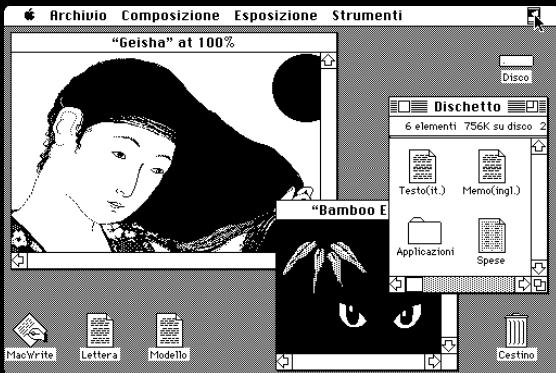 Archivio Composizione Esposizione Strumenti
“Geisha” at 100%
Disco
Dischetto
6 elementi 756K su disco 2
Testo(it.) Memo(ingl.)
Applicazioni Spese
“Bamboo E
MacWrite Lettera Modello Cestino